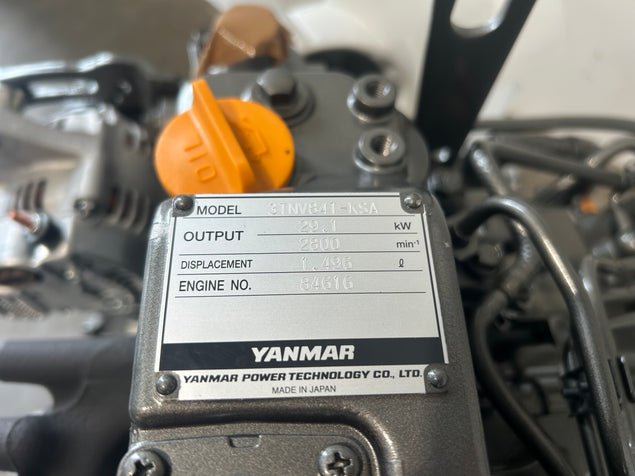 OIL
MODEL 3TNV84T-KSA
OUTPUT 29.1 kW
2800 min-1
DISPLACEMENT 1.496 ℓ
ENGINE NO. 84616
YANMAR
YANMAR POWER TECHNOLOGY CO., LTD.
MADE IN JAPAN